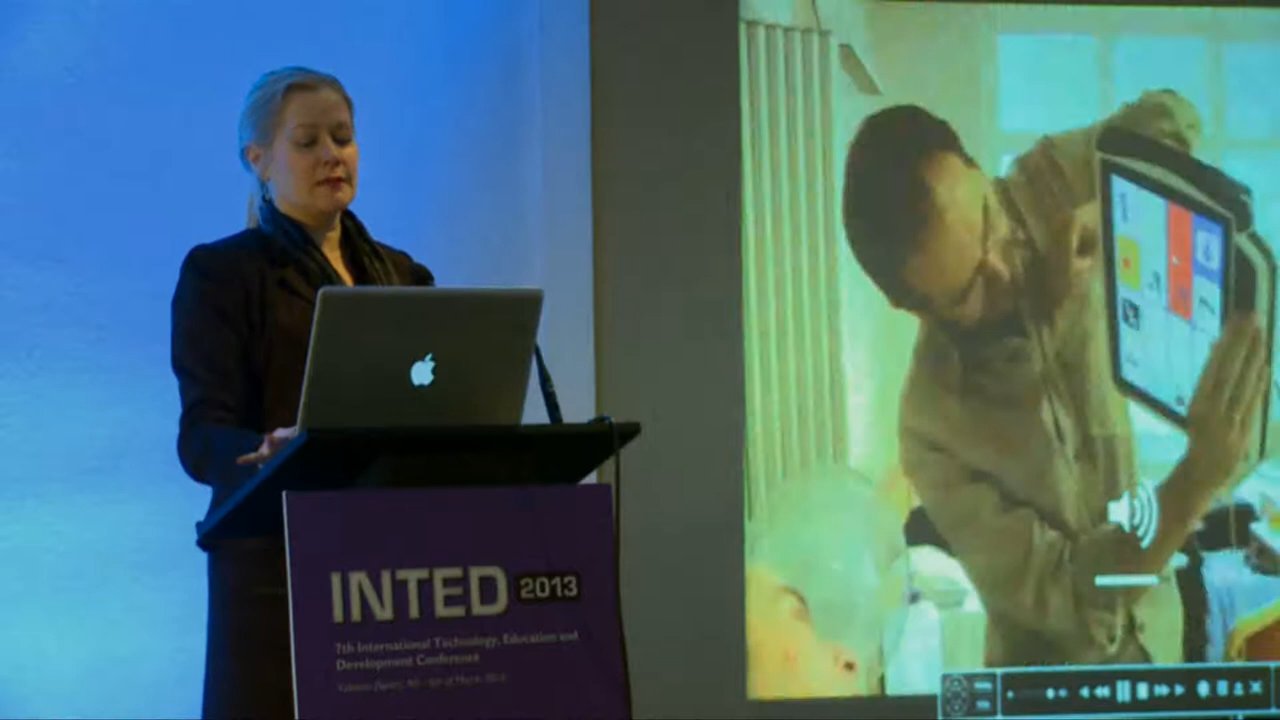 INTED 2013
7th International Technology, Education and
Development Conference